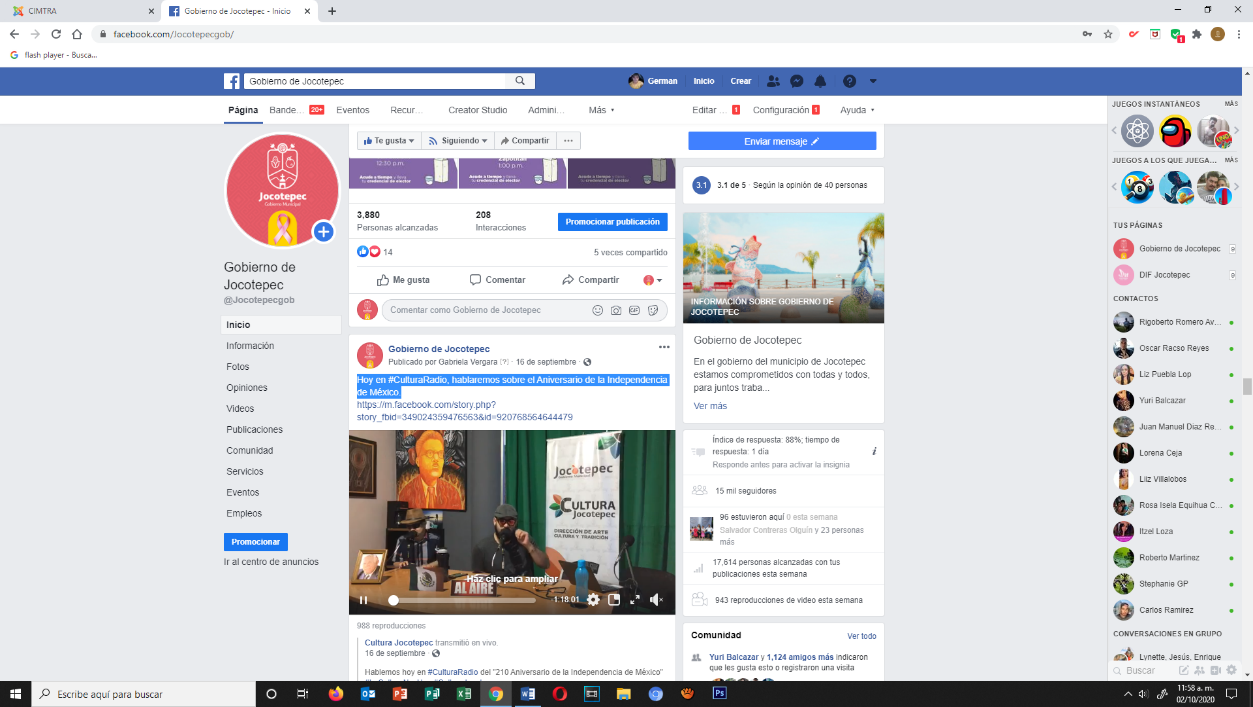 CIMTRA
Gobierno de Jocotepec - Inicio
facebook.com/Jocotepecgob/
flash player - Busca...
Gobierno de Jocotepec
German Inicio Crear
Página Bande... 20+ Eventos Recur... Creator Studio Admini... Más Editar ... 1 Configuración 1 Ayuda
Jocotepec
Gobierno Municipal
Gobierno de
Jocotepec
@Jocotepecgob
Inicio
Información
Fotos
Opiniones
Videos
Publicaciones
Comunidad
Servicios
Eventos
Empleos
Promocionar
Ir al centro de anuncios
Te gusta Siguiendo Compartir ...
12:30 p.m.
1:00 p.m.
3,880
Personas alcanzadas
208
Interacciones
Promocionar publicación
14
5 veces compartido
Me gusta Comentar Compartir
Comentar como Gobierno de Jocotepec
GIF
Gobierno de Jocotepec
Publicado por Gabriela Vergara [?] · 16 de septiembre ·
Hoy en #CulturaRadio, hablaremos sobre el Aniversario de la Independencia
de México.
https://m.facebook.com/story.php?
story_fbid=349024359476563&id=920768564644479
Jocotepec
CULTURA
Jocotepec
DIRECCIÓN DE ARTE
CULTURA Y TRADICIÓN
AL AIRE
Haz clic para ampliar
1:18:01
988 reproducciones
Cultura Jocotepec transmitió en vivo.
16 de septiembre
Hablemos hoy en #CulturaRadio del "210 Aniversario de la Independencia de México"
Enviar mensaje
3.1 3.1 de 5 · Según la opinión de 40 personas
INFORMACIÓN SOBRE GOBIERNO DE
JOCOTEPEC
Gobierno de Jocotepec
En el gobierno del municipio de Jocotepec
estamos comprometidos con todas y todos,
para juntos traba...
Ver más
Índice de respuesta: 88%; tiempo de
respuesta: 1 día
Responde antes para activar la insignia
15 mil seguidores
96 estuvieron aquí 0 esta semana
Salvador Contreras Olguín y 23 personas
más
17,614 personas alcanzadas con tus
publicaciones esta semana
943 reproducciones de video esta semana
Comunidad Ver todo
Yuri Balcazar y 1,124 amigos más indicaron
que les gusta esto o registraron una visita
JUEGOS INSTANTÁNEOS MÁS
JUEGOS A LOS QUE JUEGA... MÁS
TUS PÁGINAS
Gobierno de Jocotepec 9
DIF Jocotepec 0
CONTACTOS
Rigoberto Romero Av...
Oscar Racso Reyes
Liz Puebla Lop
Yuri Balcazar
Juan Manuel Diaz Re...
Lorena Ceja
Lliz Villalobos
Rosa Isela Equihua C...
Itzel Loza
Roberto Martinez
Stephanie GP
Carlos Ramirez
CONVERSACIONES EN GRUPO
Lynette, Jesús, Enrique
Buscar
Escribe aquí para buscar
11:58 a. m.
02/10/2020